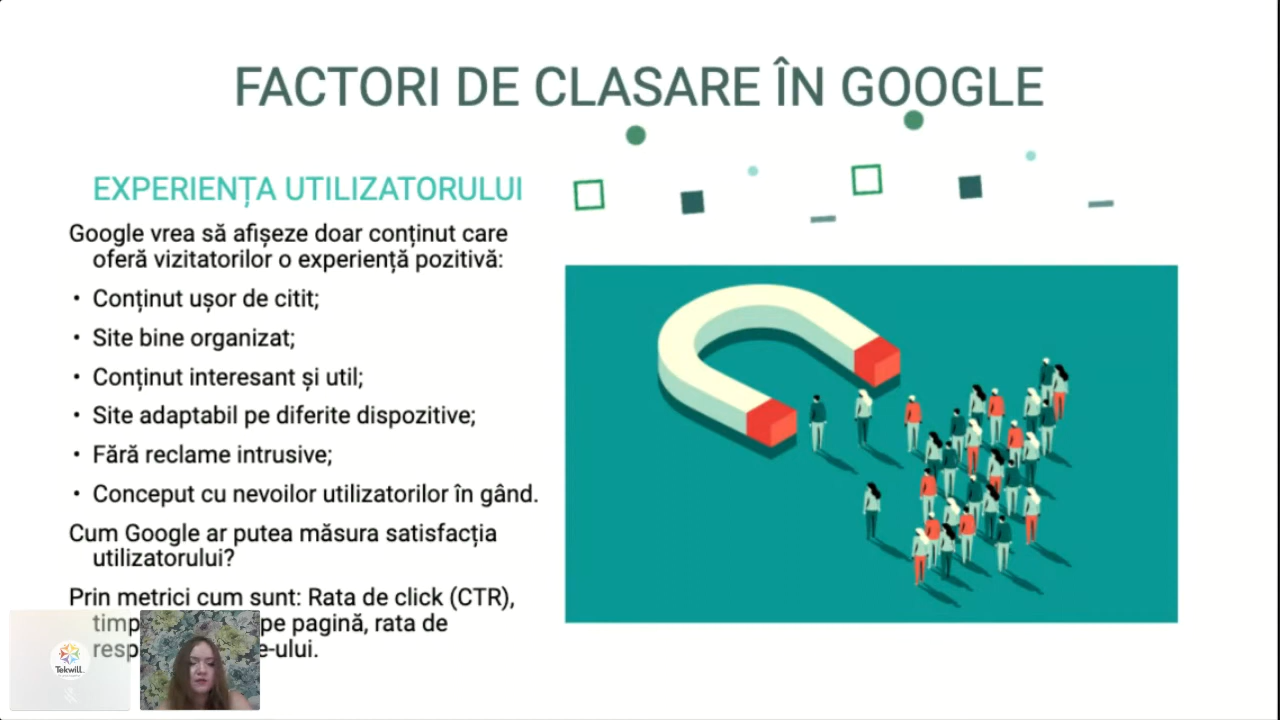 FACTORI DE CLASARE ÎN GOOGLE
EXPERIENȚA UTILIZATORULUI
Google vrea să afișeze doar conținut care
oferă vizitatorilor o experiență pozitivă:
• Conținut ușor de citit;
• Site bine organizat;
• Conținut interesant și util;
• Site adaptabil pe diferite dispozitive;
• Fără reclame intrusive;
• Conceput cu nevoilor utilizatorilor în gând.
Cum Google ar putea măsura satisfacția
utilizatorului?
Prin metrici cum sunt: Rata de click (CTR),
timp pe pagină, rata de
resp e-ului.
Tekwill